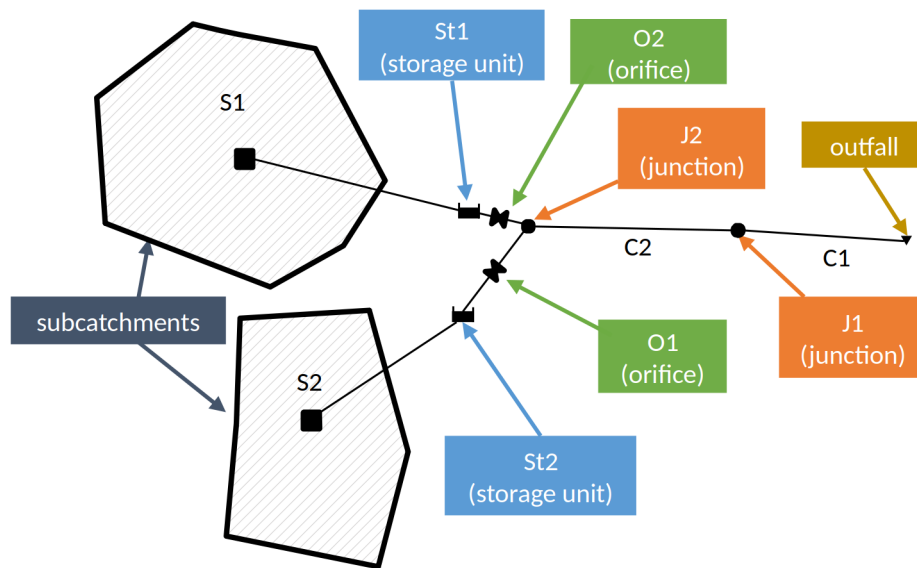 St1
(storage unit)
O2
(orifice)
S1
J2
(junction)
outfall
C2
C1
subcatchments
S2
O1
(orifice)
J1
(junction)
St2
(storage unit)